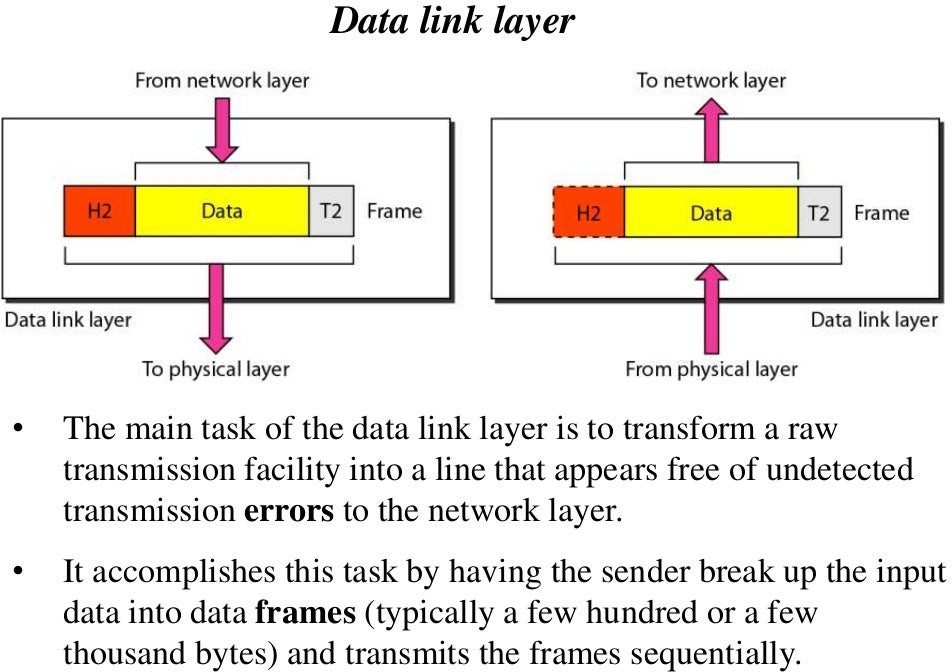 Data link layer
From network layer
H2
Data
T2
Frame
Data link layer
To physical layer
To network layer
H2
Data
T2
Frame
Data link layer
From physical layer
• The main task of the data link layer is to transform a raw
transmission facility into a line that appears free of undetected
transmission errors to the network layer.
• It accomplishes this task by having the sender break up the input
data into data frames (typically a few hundred or a few
thousand bytes) and transmits the frames sequentially.